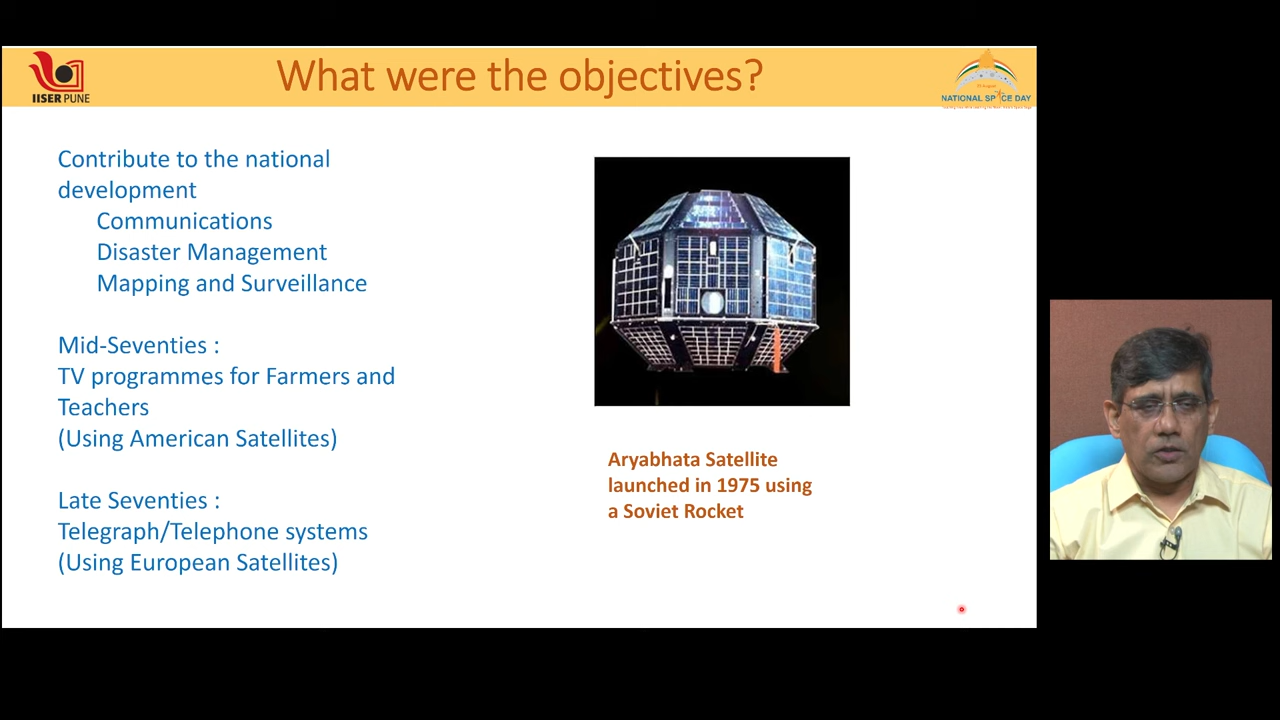 What were the objectives?
IISER PUNE
NATIONAL SPACE DAY
Contribute to the national
development
Communications
Disaster Management
Mapping and Surveillance
Mid-Seventies :
TV programmes for Farmers and
Teachers
(Using American Satellites)
Late Seventies :
Telegraph/Telephone systems
(Using European Satellites)
Aryabhata Satellite
launched in 1975 using
a Soviet Rocket